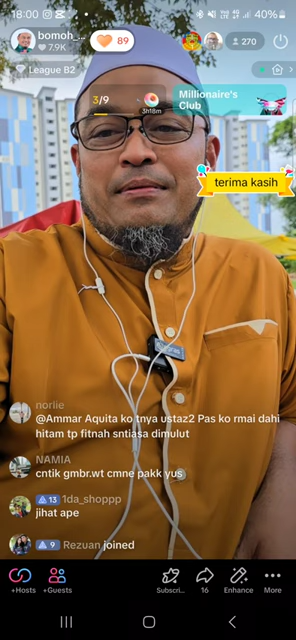 18:00
40%
bomoh_...
7.9K
89
270
League B2
3/9
3h18m
Millionaire's
Club
terima kasih
norlie
@Ammar Aquita ko tnya ustaz2 Pas ko rmai dahi
hitam tp fitnah sntiasa dimulut
NAMIA
cntik gmbr.wt cmne pakk yus
13 1da_shoppp
jihat ape
9 Rezuan joined
+Hosts
+Guests
Subscri...
16
Enhance
More